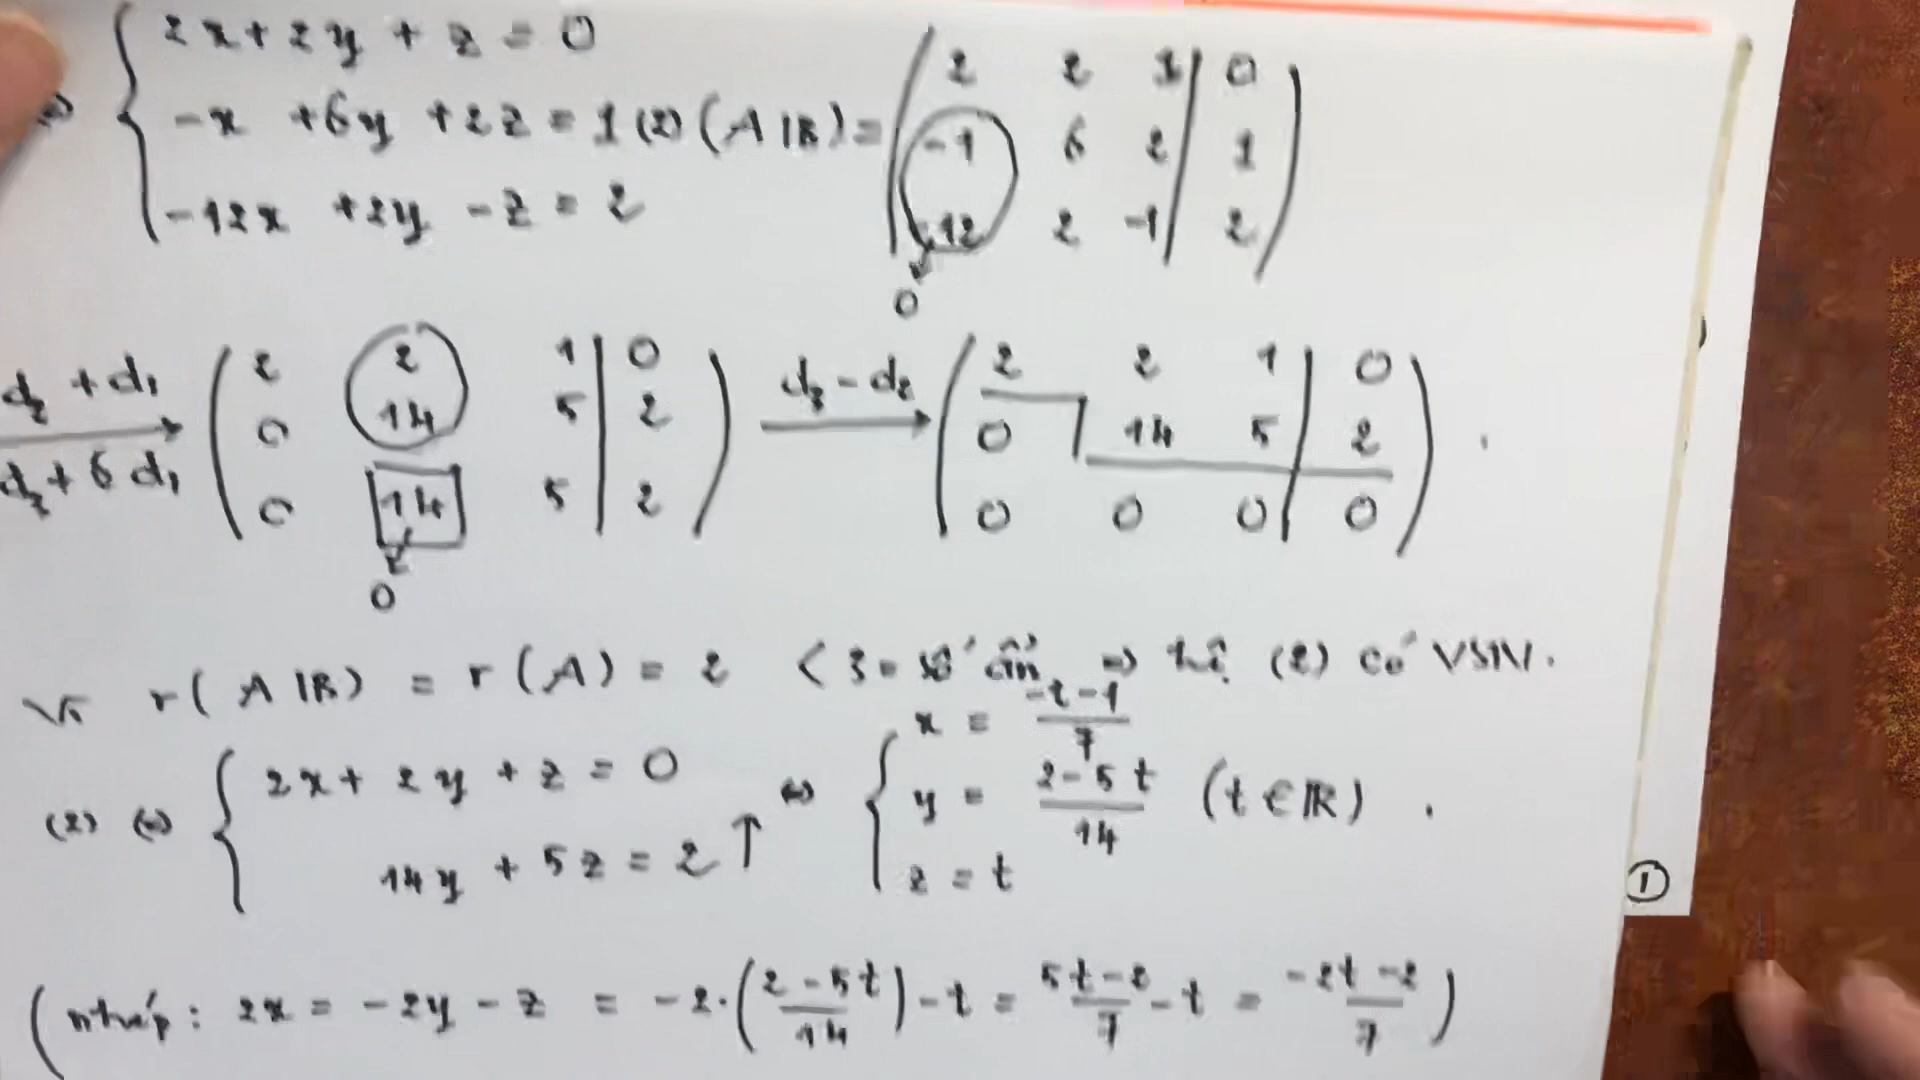 ⇔ { 2x + 2y + z = 0
-x + 6y + 2z = 1 (2) (A|B) = ( 2 2 1 | 0
-1 6 2 | 1
-12x + 2y - z = 2
-12 2 -1 | 2 )
0
d₂ + d₁
d₃ + 6d₁
→ ( 2 2 1 | 0
0 14 5 | 2
0 14 5 | 2 )
0
d₃ - d₂
→ ( 2 2 1 | 0
0 14 5 | 2
0 0 0 | 0 ) .
Vì r(A|B) = r(A) = 2 < 3 = số ẩn ⇒ hệ (2) có VSN.
(2) ⇔ { 2x + 2y + z = 0
14y + 5z = 2 ↑
⇔ { x = (-t-1)/7
y = (2-5t)/14 (t ∈ ℝ) .
z = t
(nháp: 2x = -2y - z = -2.((2-5t)/14) - t = (5t-2)/7 - t = (-2t-2)/7)
①